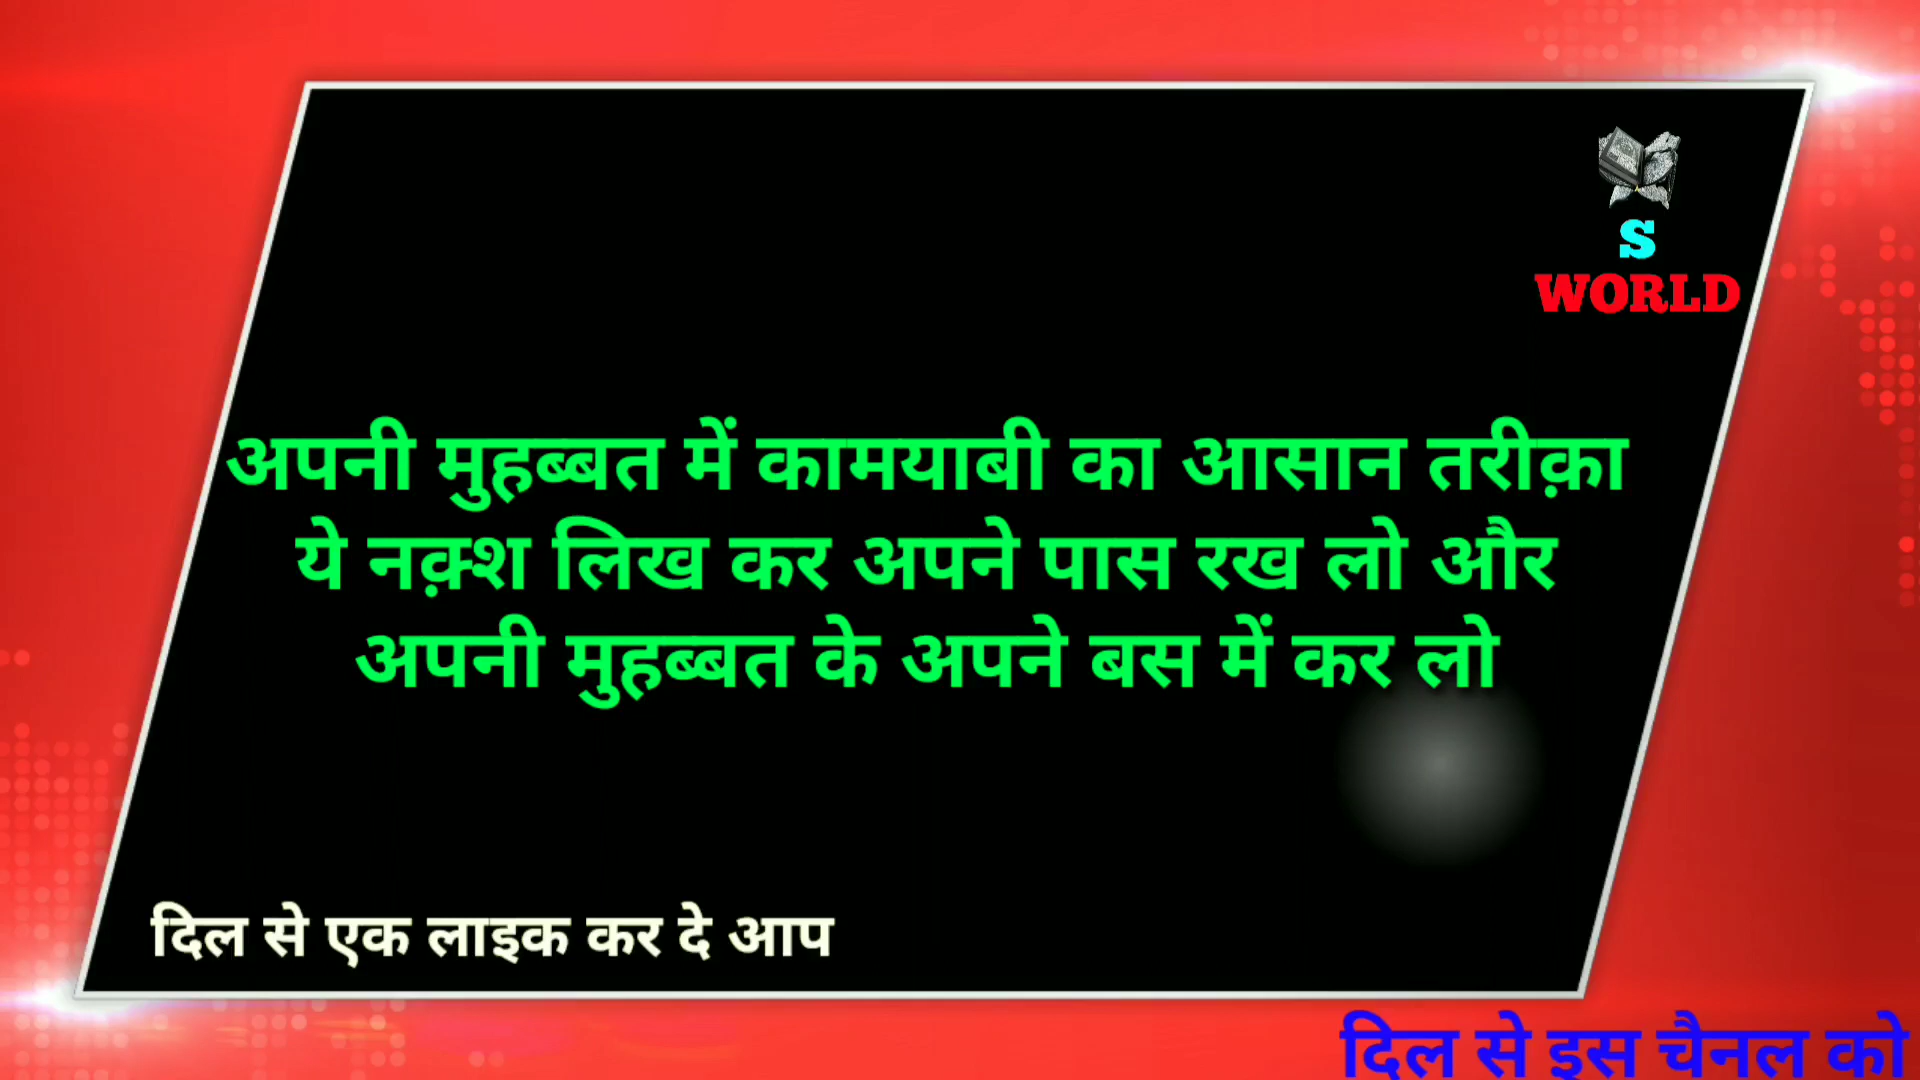 S
WORLD
अपनी मुहब्बत में कामयाबी का आसान तरीक़ा
ये नक़्श लिख कर अपने पास रख लो और
अपनी मुहब्बत के अपने बस में कर लो
दिल से एक लाइक कर दे आप
दिल से इस चैनल को